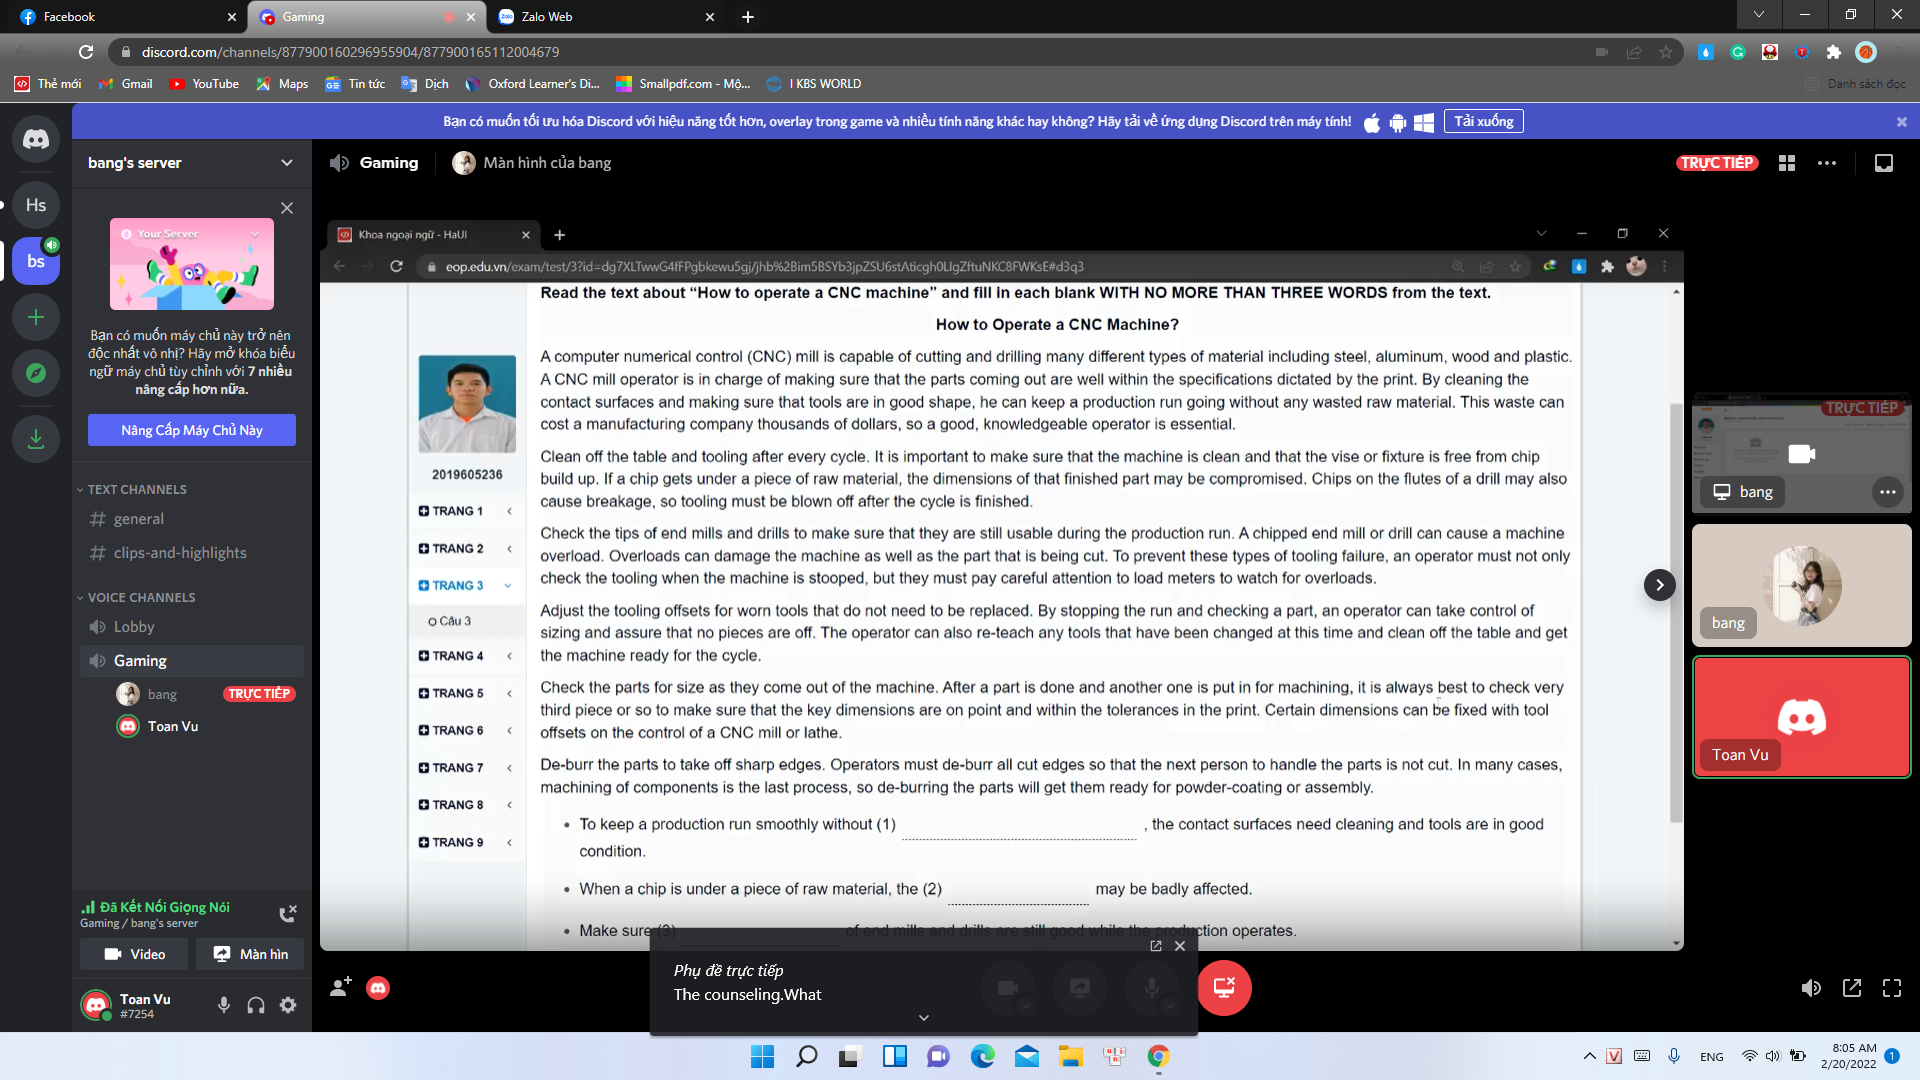 Facebook
Gaming
Zalo Web
discord.com/channels/877900160296955904/877900165112004679
Thẻ mới
Gmail
YouTube
Maps
Tin tức
Dịch
Oxford Learner's Di...
Smallpdf.com - Mộ...
I KBS WORLD
Danh sách đọc
Bạn có muốn tối ưu hóa Discord với hiệu năng tốt hơn, overlay trong game và nhiều tính năng khác hay không? Hãy tải về ứng dụng Discord trên máy tính!
Tải xuống
bang's server
Gaming
Màn hình của bang
TRỰC TIẾP
Hs
bs
Your Server
Bạn có muốn máy chủ này trở nên
độc nhất vô nhị? Hãy mở khóa biểu
ngữ máy chủ tùy chỉnh với 7 nhiều
nâng cấp hơn nữa.
Nâng Cấp Máy Chủ Này
TEXT CHANNELS
general
clips-and-highlights
VOICE CHANNELS
Lobby
Gaming
bang
TRỰC TIẾP
Toan Vu
Đã Kết Nối Giọng Nói
Gaming / bang's server
Video
Màn hìn
Toan Vu
#7254
Khoa ngoại ngữ - HaUI
eop.edu.vn/exam/test/3?id=dg7XLTwwG4fFPgbkewu5gj/jhb%2Bim5BSYb3jpZSU6stAticgh0LIgZftuNKC8FWKsE#d3q3
Read the text about “How to operate a CNC machine” and fill in each blank WITH NO MORE THAN THREE WORDS from the text.
How to Operate a CNC Machine?
A computer numerical control (CNC) mill is capable of cutting and drilling many different types of material including steel, aluminum, wood and plastic.
A CNC mill operator is in charge of making sure that the parts coming out are well within the specifications dictated by the print. By cleaning the
contact surfaces and making sure that tools are in good shape, he can keep a production run going without any wasted raw material. This waste can
cost a manufacturing company thousands of dollars, so a good, knowledgeable operator is essential.
Clean off the table and tooling after every cycle. It is important to make sure that the machine is clean and that the vise or fixture is free from chip
build up. If a chip gets under a piece of raw material, the dimensions of that finished part may be compromised. Chips on the flutes of a drill may also
cause breakage, so tooling must be blown off after the cycle is finished.
Check the tips of end mills and drills to make sure that they are still usable during the production run. A chipped end mill or drill can cause a machine
overload. Overloads can damage the machine as well as the part that is being cut. To prevent these types of tooling failure, an operator must not only
check the tooling when the machine is stooped, but they must pay careful attention to load meters to watch for overloads.
Adjust the tooling offsets for worn tools that do not need to be replaced. By stopping the run and checking a part, an operator can take control of
sizing and assure that no pieces are off. The operator can also re-teach any tools that have been changed at this time and clean off the table and get
the machine ready for the cycle.
Check the parts for size as they come out of the machine. After a part is done and another one is put in for machining, it is always best to check very
third piece or so to make sure that the key dimensions are on point and within the tolerances in the print. Certain dimensions can be fixed with tool
offsets on the control of a CNC mill or lathe.
De-burr the parts to take off sharp edges. Operators must de-burr all cut edges so that the next person to handle the parts is not cut. In many cases,
machining of components is the last process, so de-burring the parts will get them ready for powder-coating or assembly.
• To keep a production run smoothly without (1) , the contact surfaces need cleaning and tools are in good
condition.
• When a chip is under a piece of raw material, the (2) may be badly affected.
• Make sure (3) of end mills and drills are still good while the production operates.
2019605236
TRANG 1
TRANG 2
TRANG 3
Câu 3
TRANG 4
TRANG 5
TRANG 6
TRANG 7
TRANG 8
TRANG 9
TRỰC TIẾP
bang
bang
Toan Vu
Phụ đề trực tiếp
The counseling.What
ENG
8:05 AM
2/20/2022
1